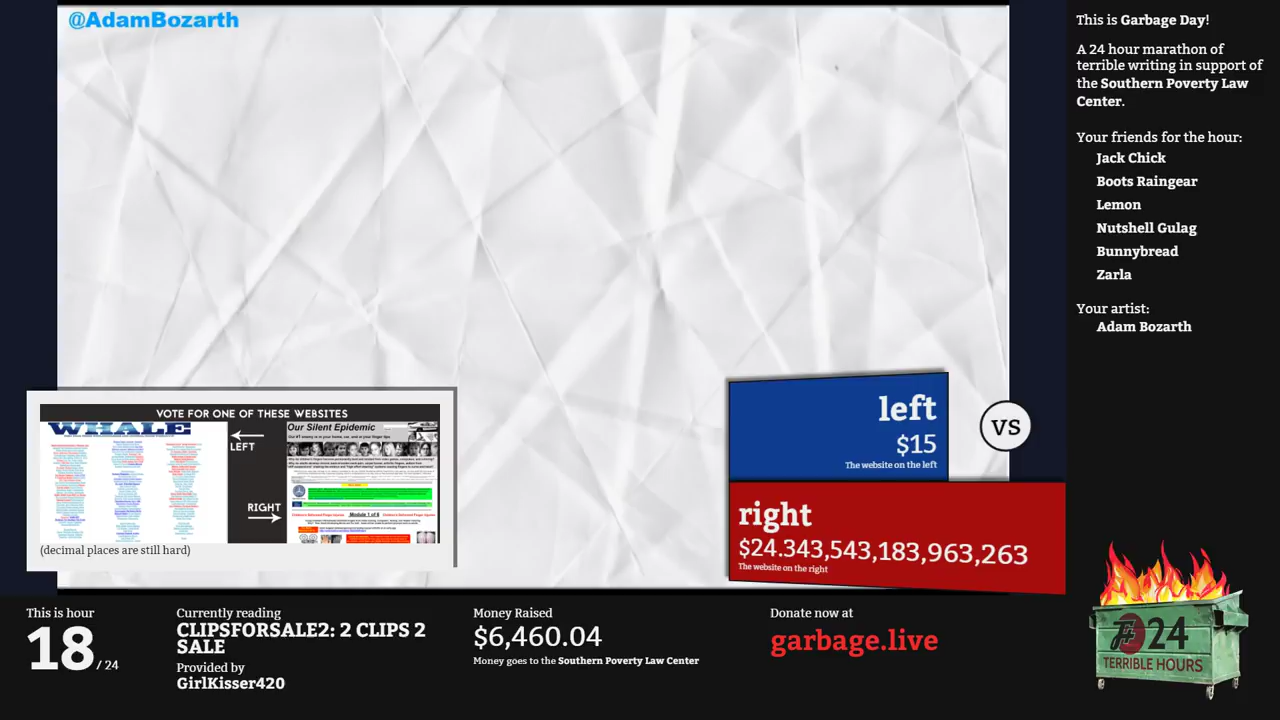 @AdamBozarth
This is Garbage Day!
A 24 hour marathon of
terrible writing in support of
the Southern Poverty Law
Center.
Your friends for the hour:
Jack Chick
Boots Raingear
Lemon
Nutshell Gulag
Bunnybread
Zarla
Your artist:
Adam Bozarth
VOTE FOR ONE OF THESE WEBSITES
WHALE
LEFT
RIGHT
Our Silent Epidemic
Module 1 of 8
(decimal places are still hard)
left
$15
The website on the left
VS
right
$24.343,543,183,963,263
The website on the right
This is hour
18 / 24
Currently reading
CLIPSFORSALE2: 2 CLIPS 2
SALE
Provided by
GirlKisser420
Money Raised
$6,460.04
Money goes to the Southern Poverty Law Center
Donate now at
garbage.live
24
TERRIBLE HOURS